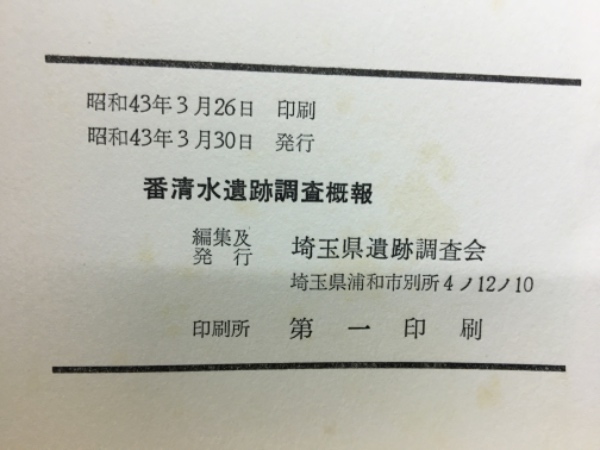 昭和43年3月26日 印刷
昭和43年3月30日 発行
番清水遺跡調査概報
編集及
発行 埼玉県遺跡調査会
埼玉県浦和市別所4ノ12ノ10
印刷所 第一印刷